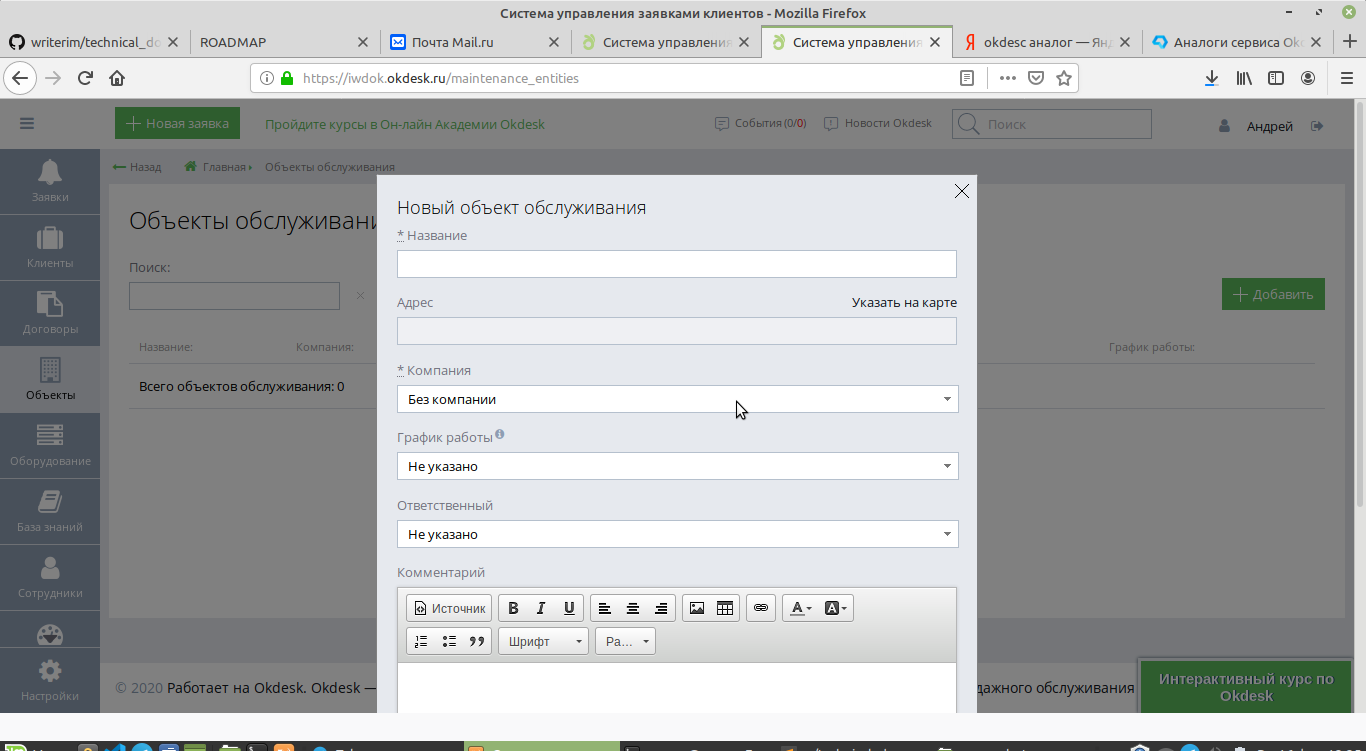 Система управления заявками клиентов - Mozilla Firefox
writerim/technical_do
ROADMAP
Почта Mail.ru
Система управления
Система управления
okdesc аналог — Янд
Аналоги сервиса Okd
https://iwdok.okdesk.ru/maintenance_entities
Новая заявка
Пройдите курсы в Он-лайн Академии Okdesk
События (0/0)
Новости Okdesk
Поиск
Андрей
Назад
Главная
Объекты обслуживания
Заявки
Клиенты
Договоры
Объекты
Оборудование
База знаний
Сотрудники
Настройки
Объекты обслуживани
Поиск:
Добавить
Название:
Компания:
График работы:
Всего объектов обслуживания: 0
Новый объект обслуживания
* Название
Адрес
Указать на карте
* Компания
Без компании
График работы
Не указано
Ответственный
Не указано
Комментарий
Источник
B I U
A A
Шрифт
Ра...
© 2020 Работает на Okdesk. Okdesk —
дажного обслуживания
Интерактивный курс по
Okdesk